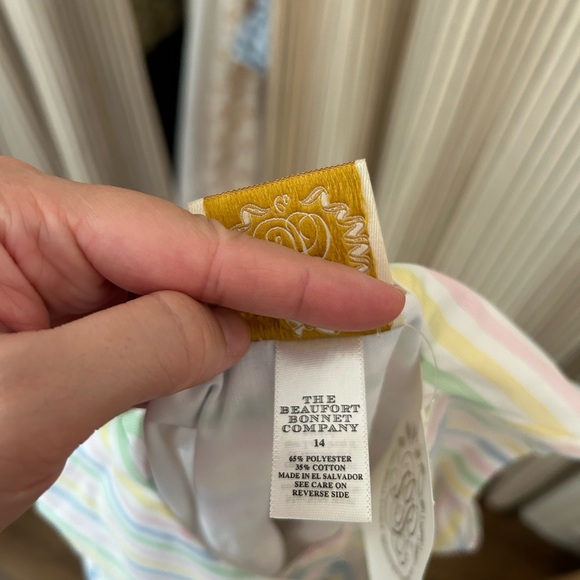 THE
BEAUFORT
BONNET
COMPANY
14
65% POLYESTER
35% COTTON
MADE IN EL SALVADOR
SEE CARE ON
REVERSE SIDE